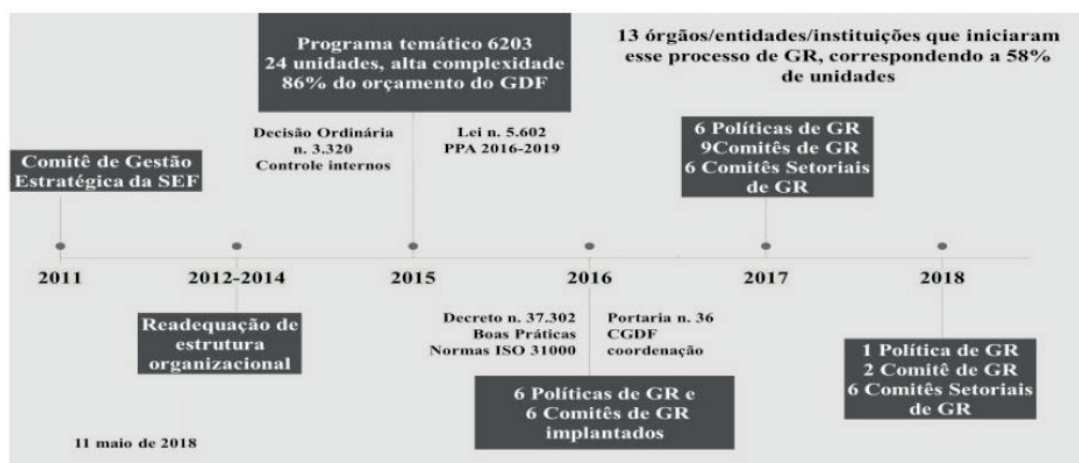 Programa temático 6203
24 unidades, alta complexidade
86% do orçamento do GDF
13 órgãos/entidades/instituições que iniciaram
esse processo de GR, correspondendo a 58%
de unidades
Decisão Ordinária
n. 3.320
Controle internos
Lei n. 5.602
PPA 2016-2019
6 Políticas de GR
9Comitês de GR
6 Comitês Setoriais
de GR
Comitê de Gestão
Estratégica da SEF
2011
2012-2014
2015
2016
2017
2018
Readequação de
estrutura
organizacional
Decreto n. 37.302
Boas Práticas
Normas ISO 31000
Portaria n. 36
CGDF
coordenação
6 Políticas de GR e
6 Comitês de GR
implantados
1 Política de GR
2 Comitê de GR
6 Comitês Setoriais
de GR
11 maio de 2018